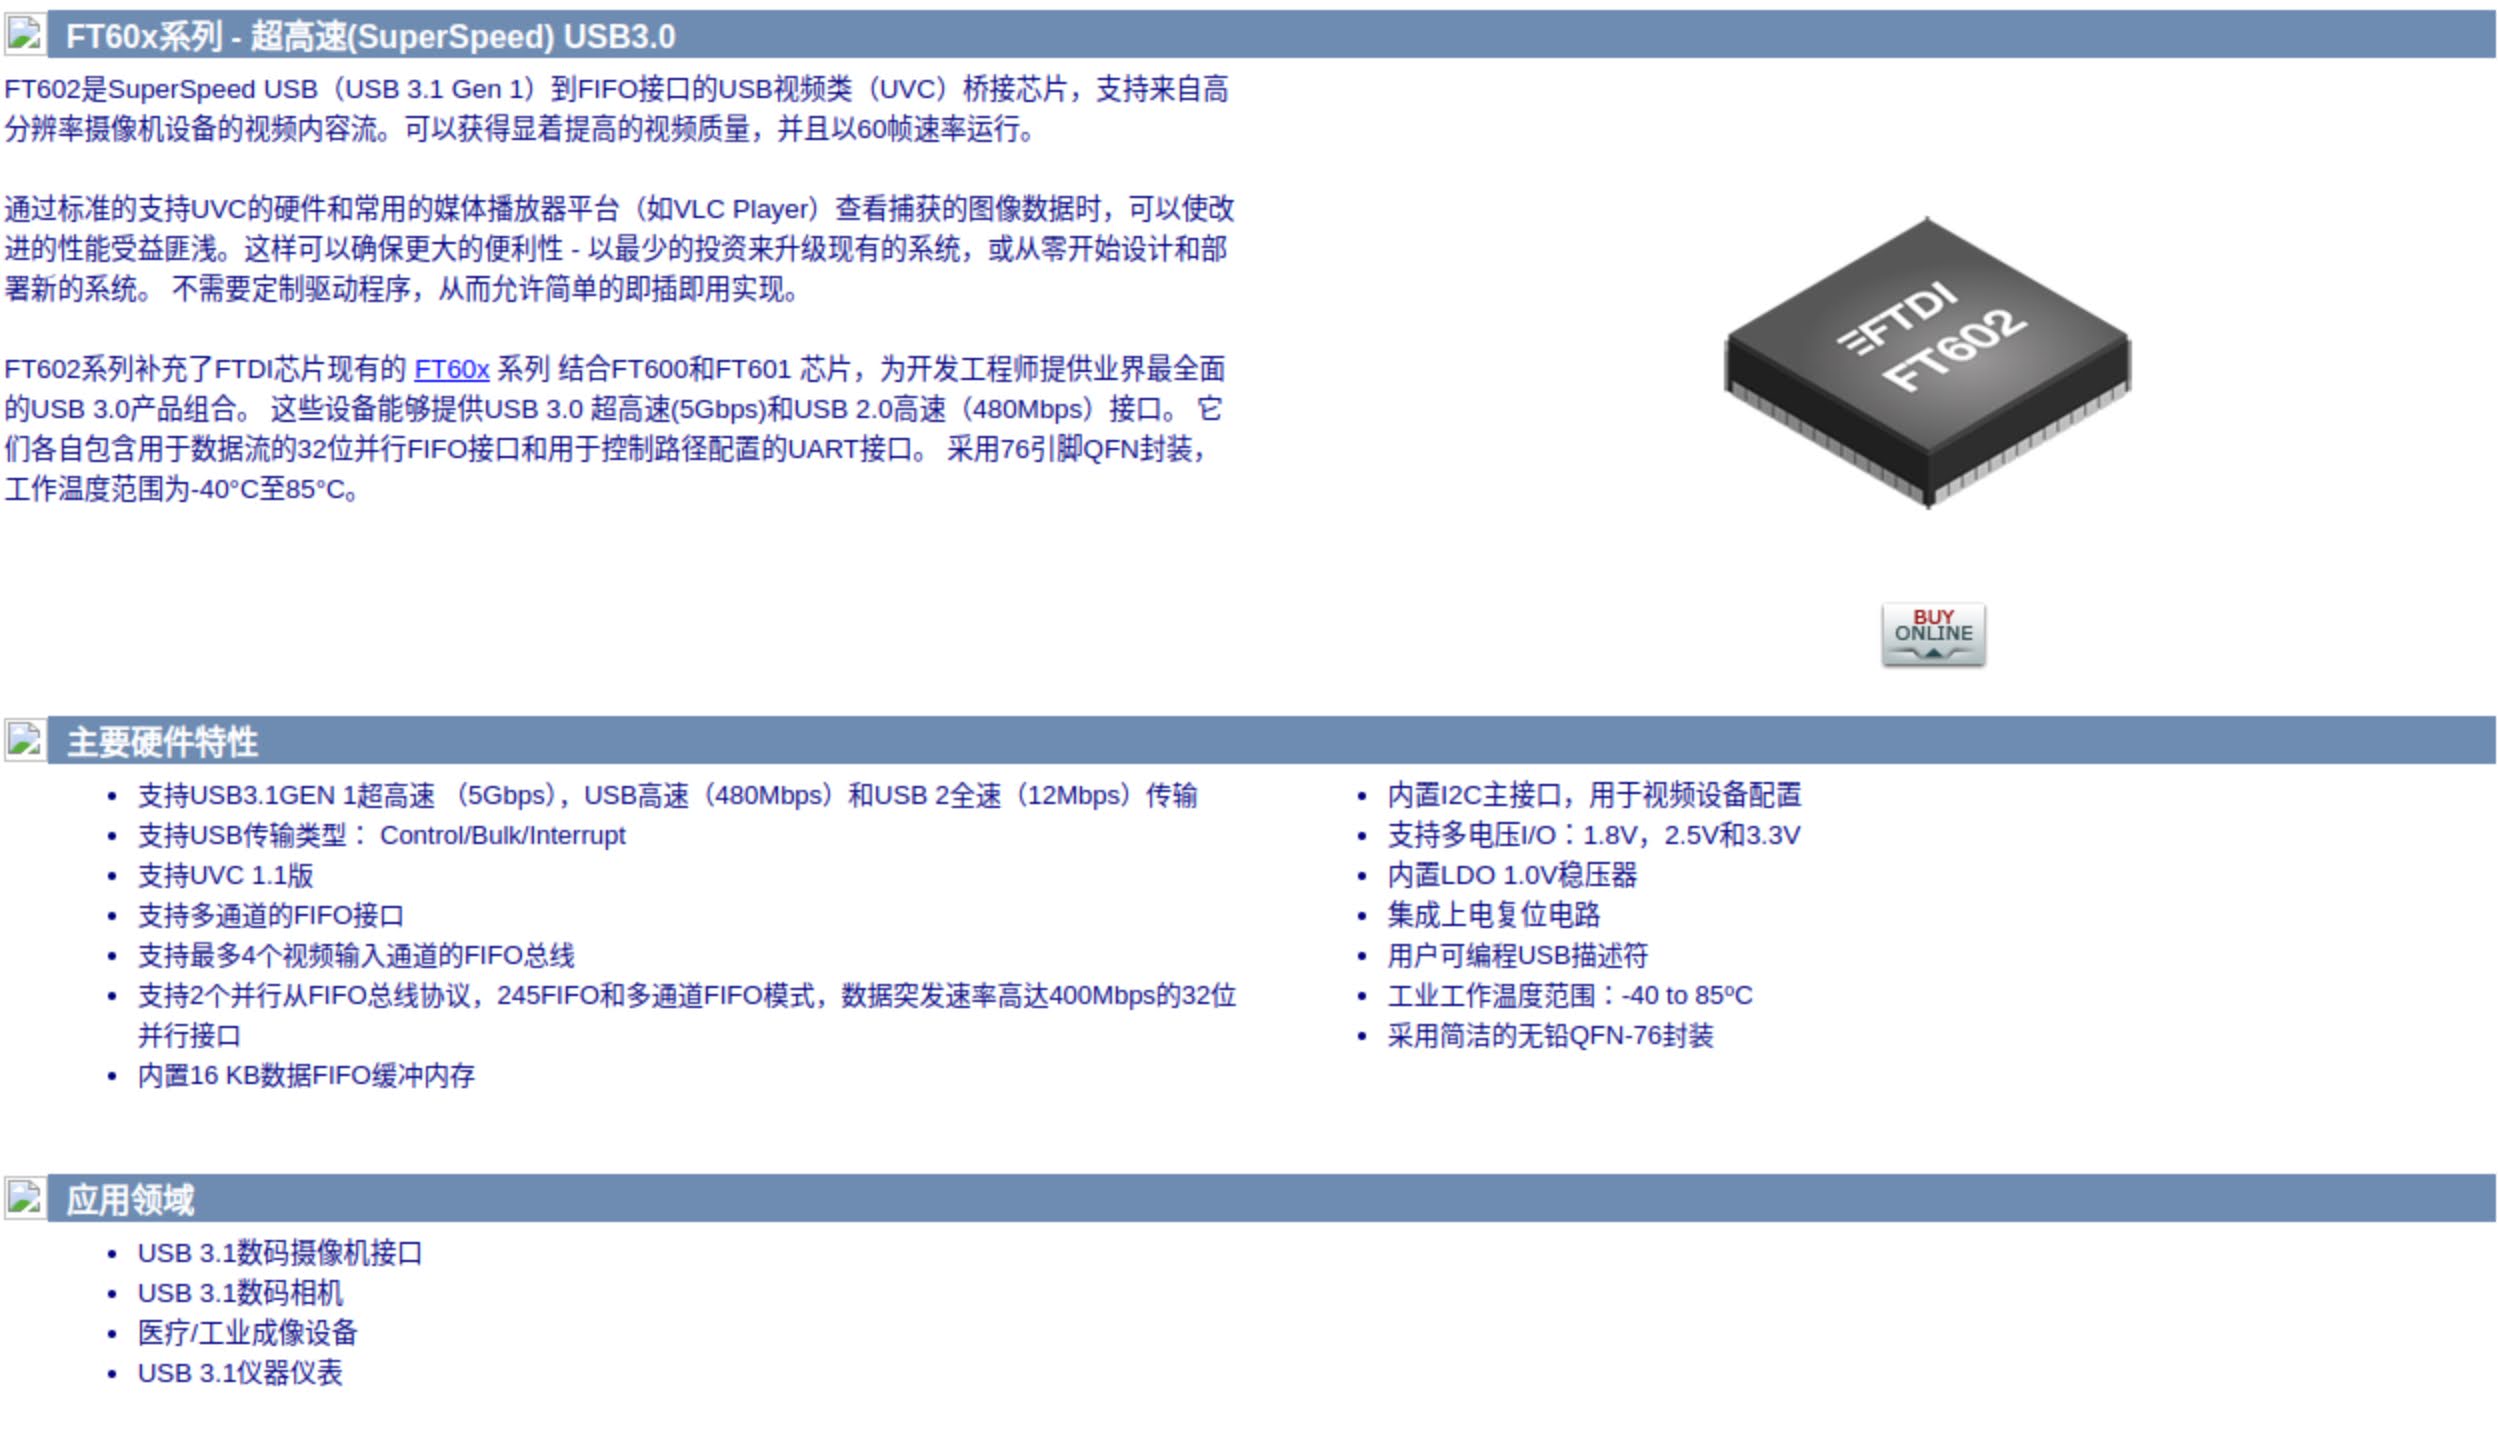 FT60x系列 - 超高速(SuperSpeed) USB3.0
FT602是SuperSpeed USB（USB 3.1 Gen 1）到FIFO接口的USB视频类（UVC）桥接芯片，支持来自高
分辨率摄像机设备的视频内容流。可以获得显着提高的视频质量，并且以60帧速率运行。
通过标准的支持UVC的硬件和常用的媒体播放器平台（如VLC Player）查看捕获的图像数据时，可以使改
进的性能受益匪浅。这样可以确保更大的便利性 - 以最少的投资来升级现有的系统，或从零开始设计和部
署新的系统。 不需要定制驱动程序，从而允许简单的即插即用实现。
FT602系列补充了FTDI芯片现有的 FT60x 系列 结合FT600和FT601 芯片，为开发工程师提供业界最全面
的USB 3.0产品组合。 这些设备能够提供USB 3.0 超高速(5Gbps)和USB 2.0高速（480Mbps）接口。 它
们各自包含用于数据流的32位并行FIFO接口和用于控制路径配置的UART接口。 采用76引脚QFN封装，
工作温度范围为-40°C至85°C。
FTDI
FT602
BUY
ONLINE
主要硬件特性
支持USB3.1GEN 1超高速 （5Gbps），USB高速（480Mbps）和USB 2全速（12Mbps）传输
支持USB传输类型： Control/Bulk/Interrupt
支持UVC 1.1版
支持多通道的FIFO接口
支持最多4个视频输入通道的FIFO总线
支持2个并行从FIFO总线协议，245FIFO和多通道FIFO模式，数据突发速率高达400Mbps的32位
并行接口
内置16 KB数据FIFO缓冲内存
内置I2C主接口，用于视频设备配置
支持多电压I/O：1.8V，2.5V和3.3V
内置LDO 1.0V稳压器
集成上电复位电路
用户可编程USB描述符
工业工作温度范围：-40 to 85ºC
采用简洁的无铅QFN-76封装
应用领域
USB 3.1数码摄像机接口
USB 3.1数码相机
医疗/工业成像设备
USB 3.1仪器仪表